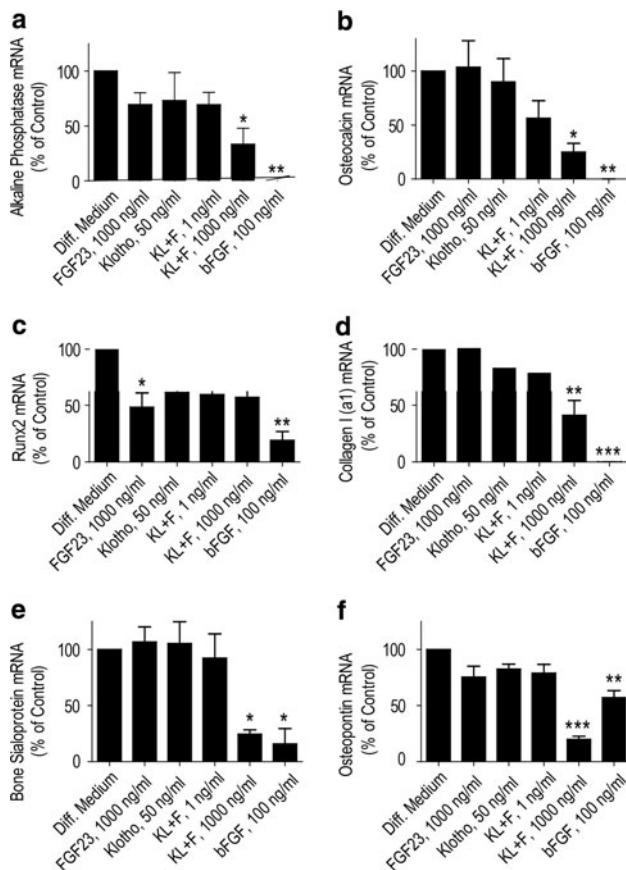 a
Alkaline Phosphatase mRNA
(% of Control)
100
50
0
*
**
Diff. Medium
FGF23, 1000 ng/ml
Klotho, 50 ng/ml
KL+F, 1 ng/ml
KL+F, 1000 ng/ml
bFGF, 100 ng/ml
b
Osteocalcin mRNA
(% of Control)
100
50
0
*
**
Diff. Medium
FGF23, 1000 ng/ml
Klotho, 50 ng/ml
KL+F, 1 ng/ml
KL+F, 1000 ng/ml
bFGF, 100 ng/ml
c
Runx2 mRNA
(% of Control)
100
50
0
*
**
Diff. Medium
FGF23, 1000 ng/ml
Klotho, 50 ng/ml
KL+F, 1 ng/ml
KL+F, 1000 ng/ml
bFGF, 100 ng/ml
d
Collagen I (a1) mRNA
(% of Control)
100
50
0
**
***
Diff. Medium
FGF23, 1000 ng/ml
Klotho, 50 ng/ml
KL+F, 1 ng/ml
KL+F, 1000 ng/ml
bFGF, 100 ng/ml
e
Bone Sialoprotein mRNA
(% of Control)
100
50
0
*
*
Diff. Medium
FGF23, 1000 ng/ml
Klotho, 50 ng/ml
KL+F, 1 ng/ml
KL+F, 1000 ng/ml
bFGF, 100 ng/ml
f
Osteopontin mRNA
(% of Control)
100
50
0
***
**
Diff. Medium
FGF23, 1000 ng/ml
Klotho, 50 ng/ml
KL+F, 1 ng/ml
KL+F, 1000 ng/ml
bFGF, 100 ng/ml